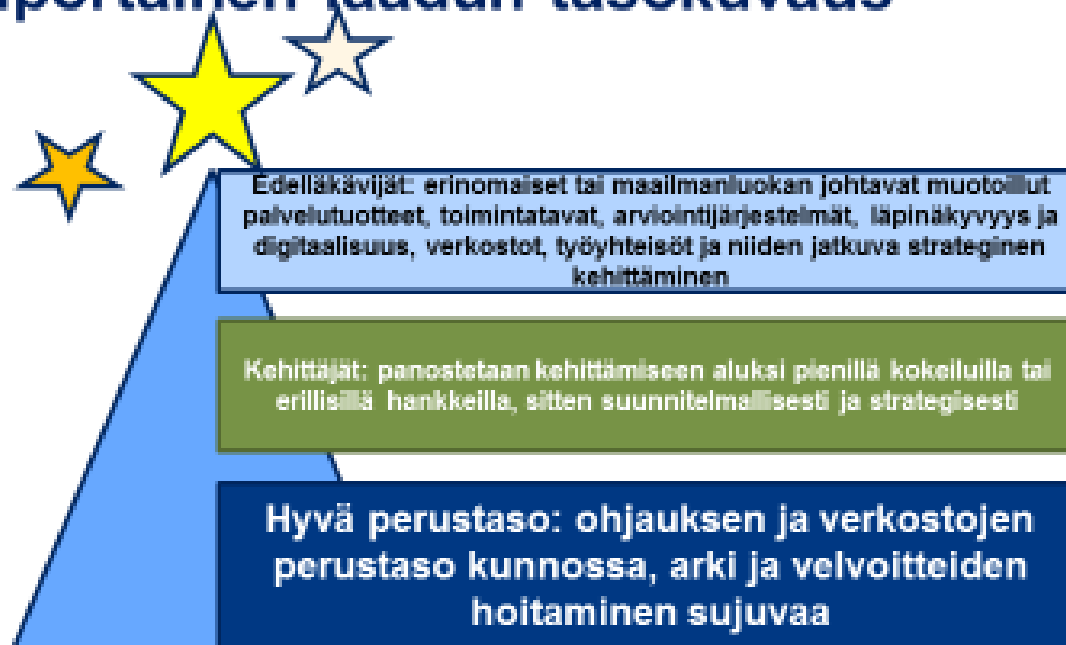 laadun tasokuvaus
Edelläkävijät: erinomaiset tai maailmanluokan johtavat muotoillut
palvelutuotteet, toimintatavat, arviointijärjestelmät, läpinäkyvyys ja
digitaalisuus, verkostot, työyhteisöt ja niiden jatkuva strateginen
kehittäminen
Kehittäjät: panostetaan kehittämiseen aluksi pienillä kokeiluilla tai
erillisillä hankkeilla, sitten suunnitelmallisesti ja strategisesti
Hyvä perustaso: ohjauksen ja verkostojen
perustaso kunnossa, arki ja velvoitteiden
hoitaminen sujuvaa